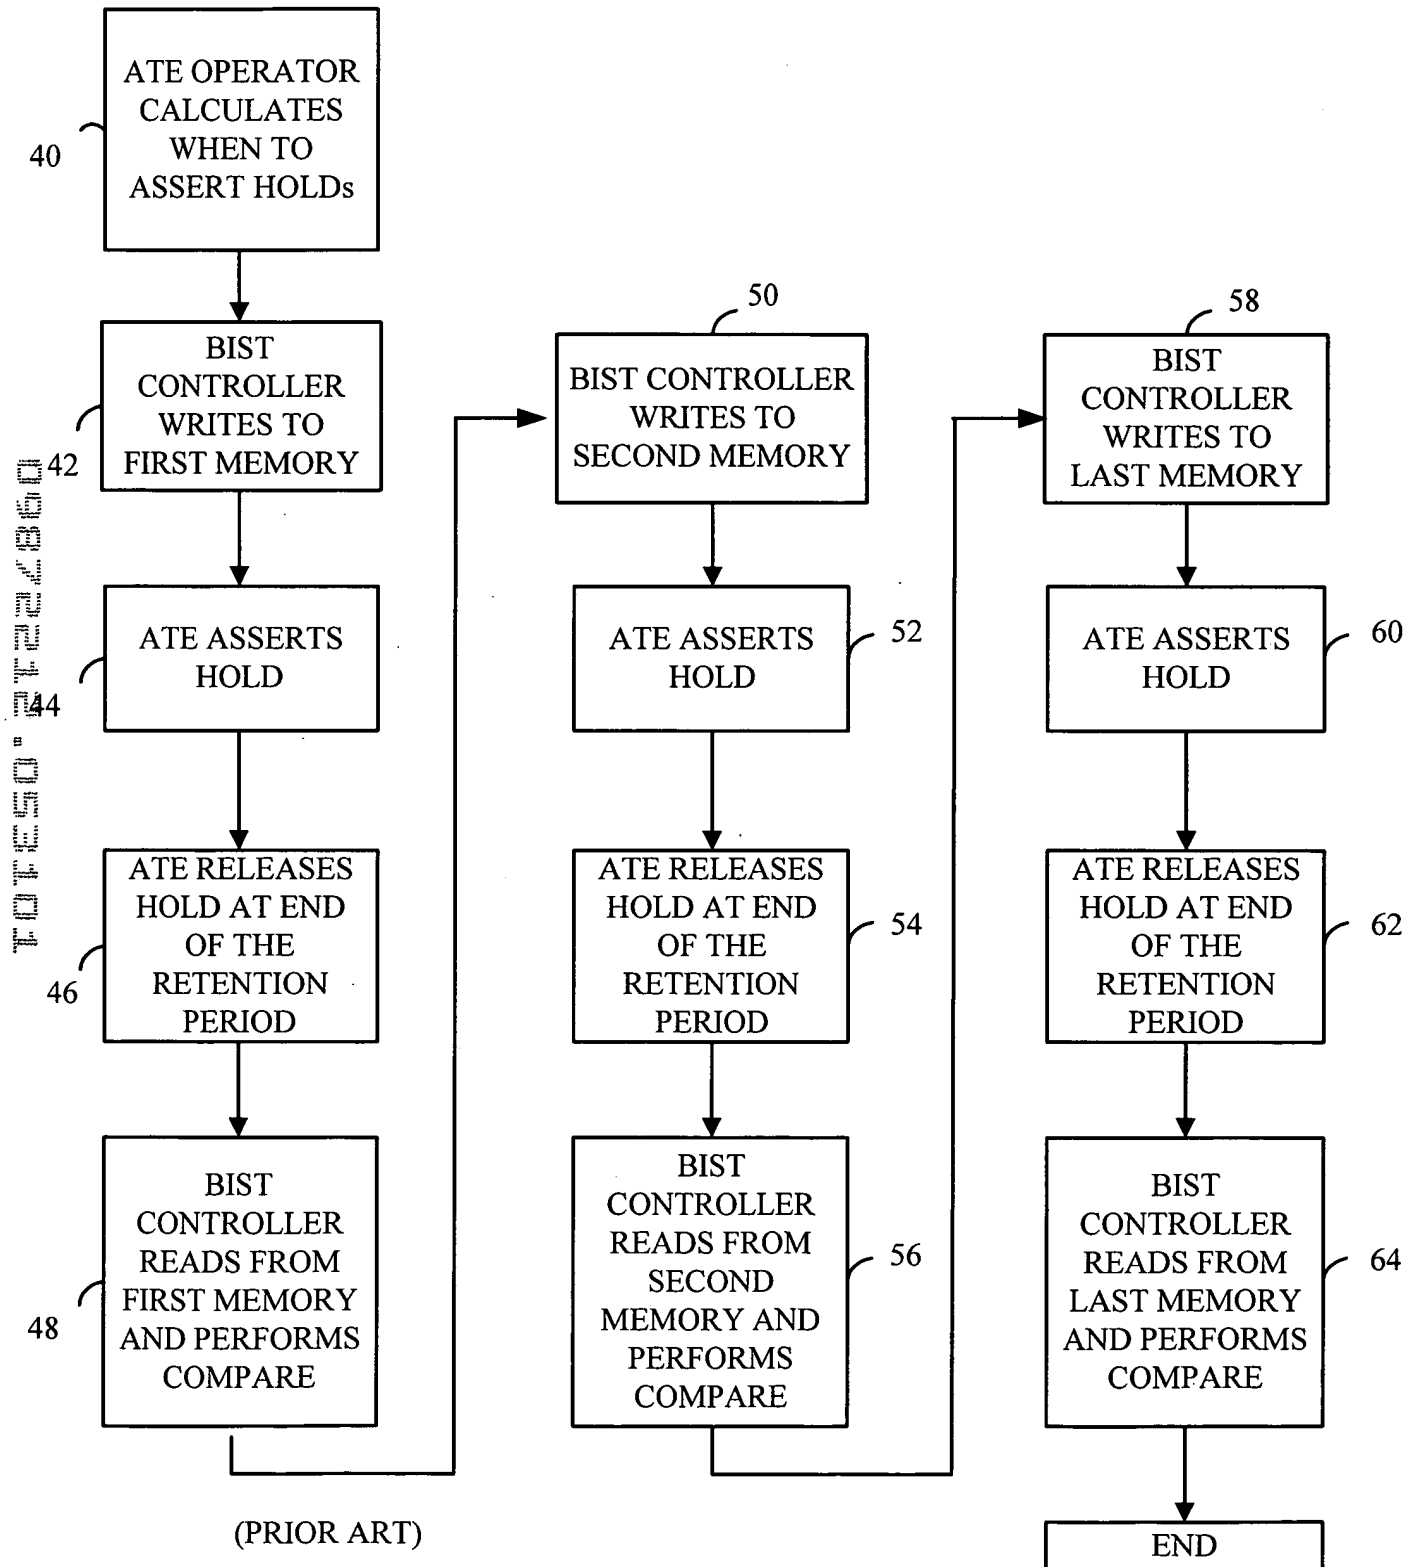 ATE OPERATOR
CALCULATES
WHEN TO
ASSERT HOLDs
40
BIST
CONTROLLER
WRITES TO
FIRST MEMORY
42
ATE ASSERTS
HOLD
44
ATE RELEASES
HOLD AT END
OF THE
RETENTION
PERIOD
46
BIST
CONTROLLER
READS FROM
FIRST MEMORY
AND PERFORMS
COMPARE
48
50
BIST CONTROLLER
WRITES TO
SECOND MEMORY
ATE ASSERTS
HOLD
52
ATE RELEASES
HOLD AT END
OF THE
RETENTION
PERIOD
54
BIST
CONTROLLER
READS FROM
SECOND
MEMORY AND
PERFORMS
COMPARE
56
58
BIST
CONTROLLER
WRITES TO
LAST MEMORY
ATE ASSERTS
HOLD
60
ATE RELEASES
HOLD AT END
OF THE
RETENTION
PERIOD
62
BIST
CONTROLLER
READS FROM
LAST MEMORY
AND PERFORMS
COMPARE
64
END
(PRIOR ART)
09872212.053101